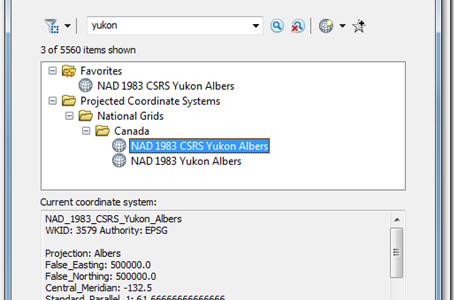 yukon
3 of 5560 items shown
Favorites
NAD 1983 CSRS Yukon Albers
Projected Coordinate Systems
National Grids
Canada
NAD 1983 CSRS Yukon Albers
NAD 1983 Yukon Albers
Current coordinate system:
NAD_1983_CSRS_Yukon_Albers
WKID: 3579 Authority: EPSG
Projection: Albers
False_Easting: 500000.0
False_Northing: 500000.0
Central_Meridian: -132.5
Standard_Parallel_1: 61.66666666666666